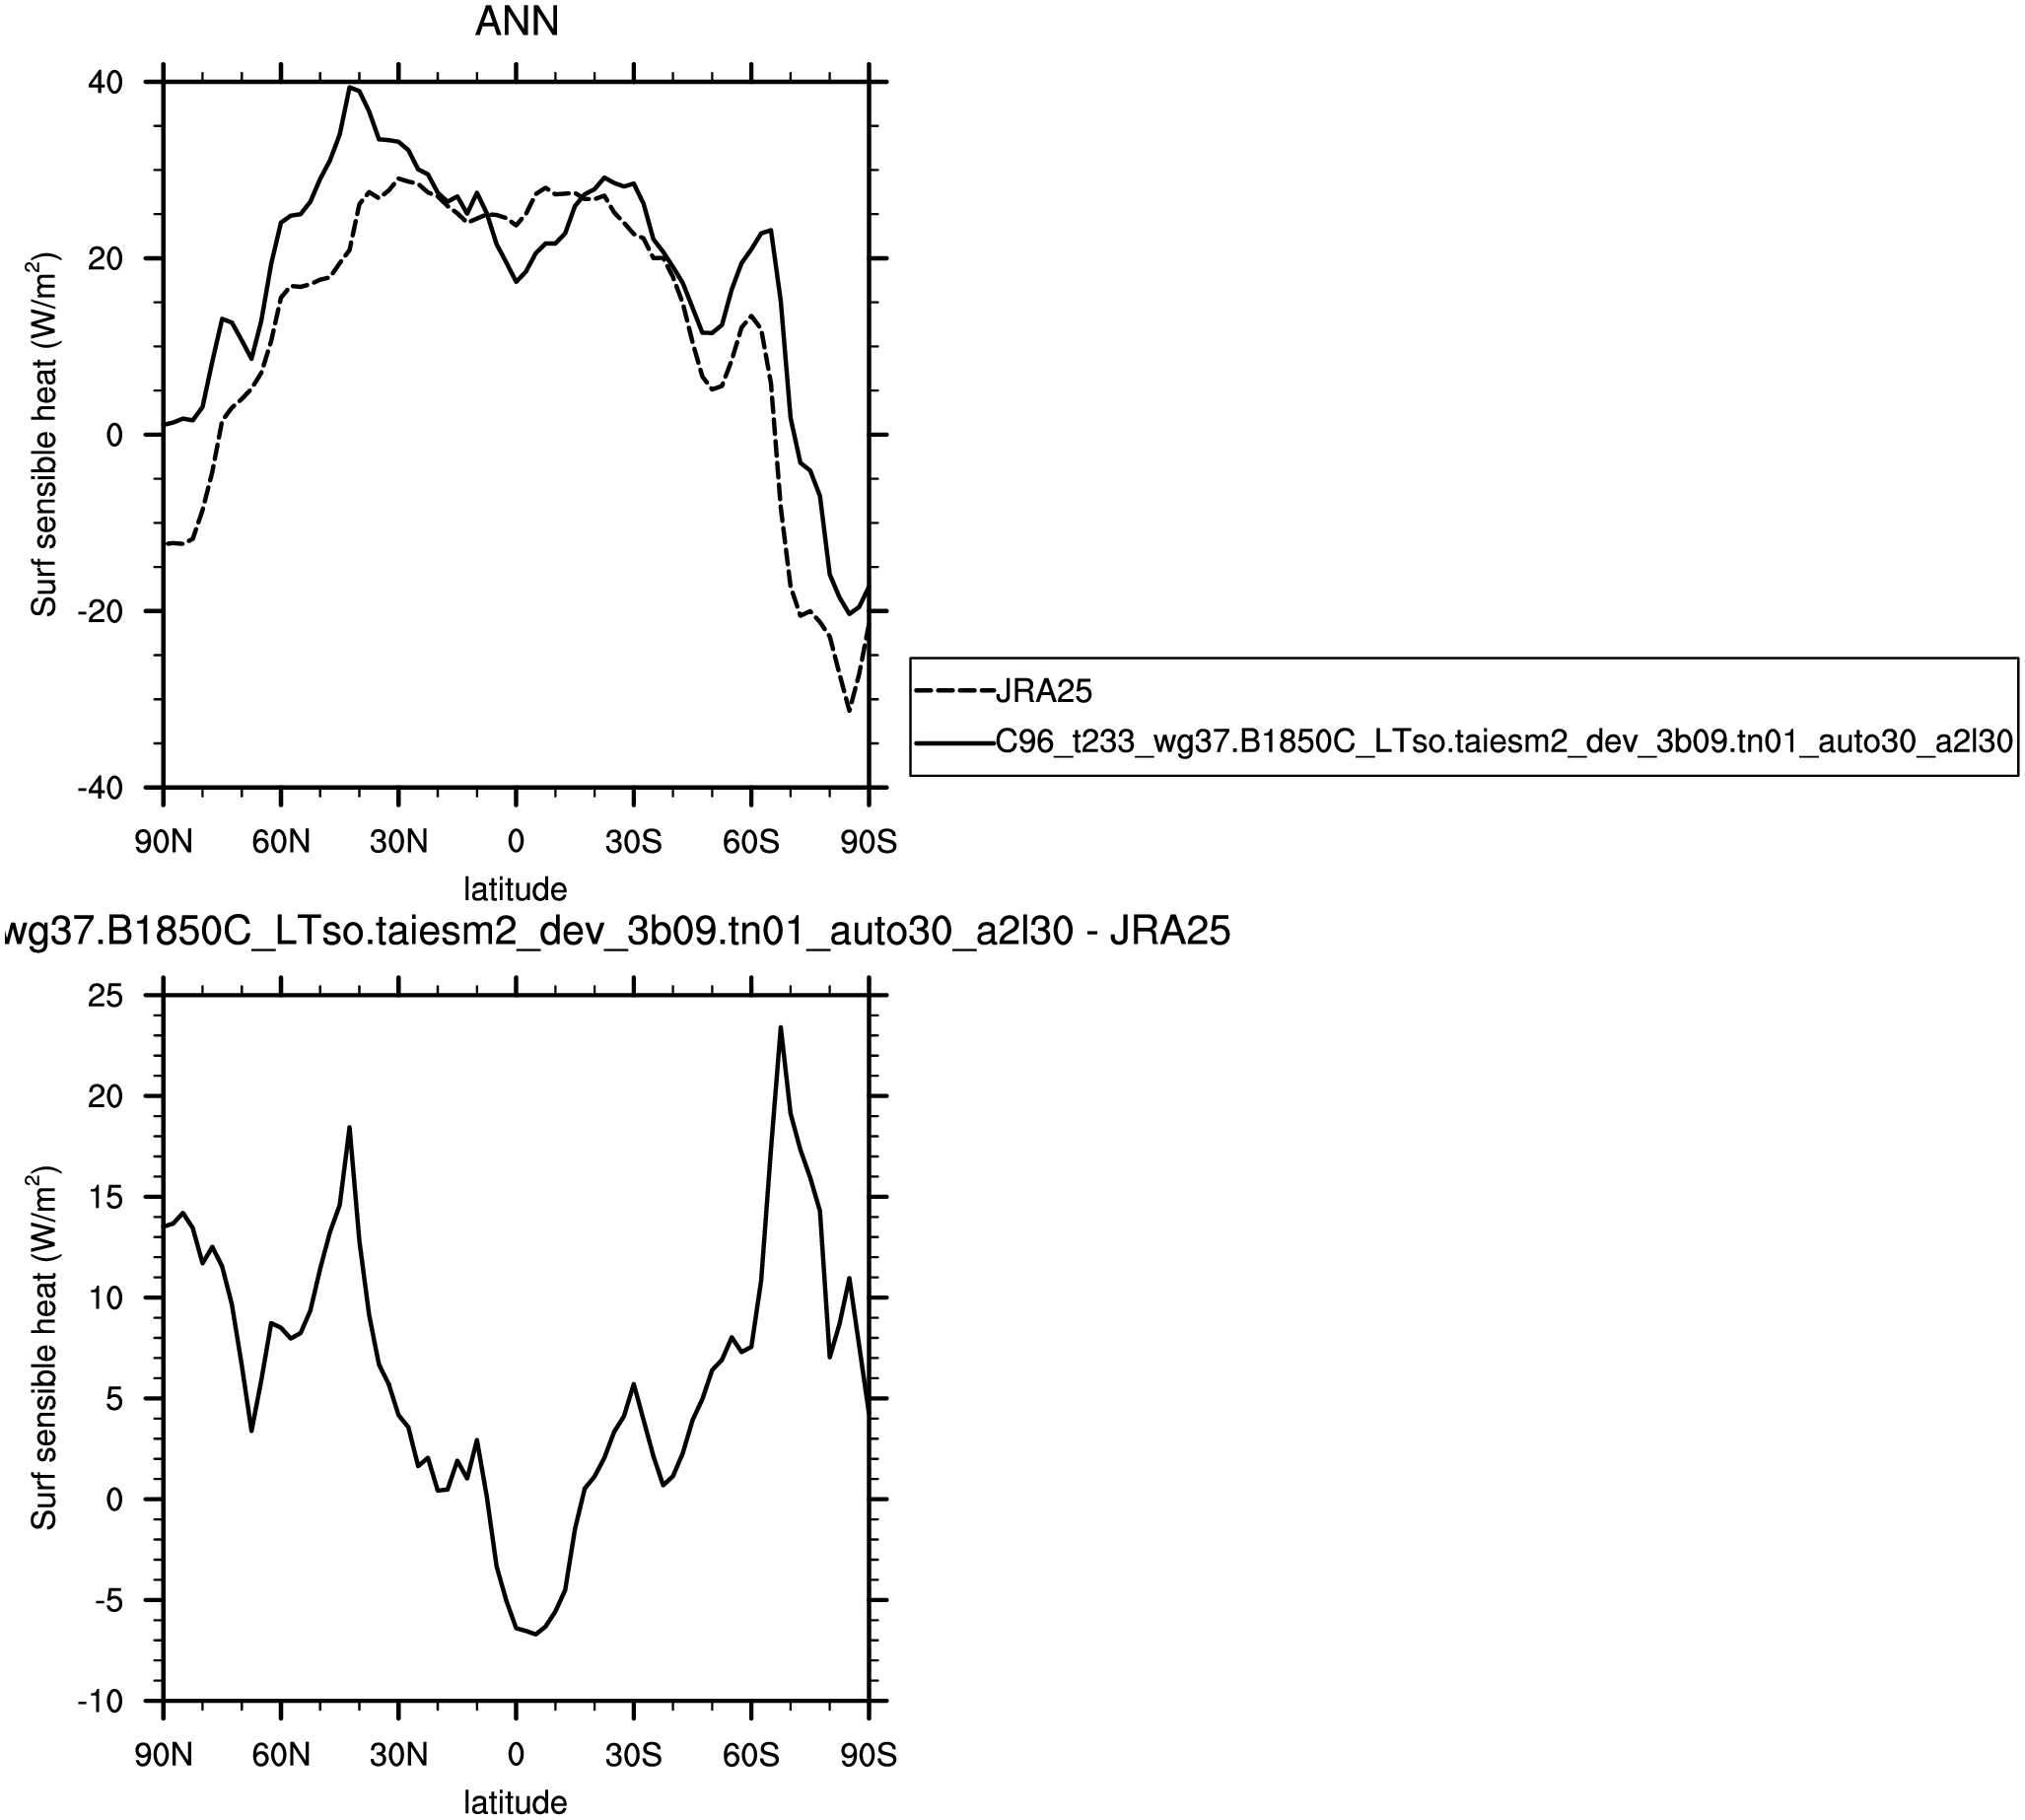 ANN
40
20
0
-20
-40
Surf sensible heat (W/m²)
90N 60N 30N 0 30S 60S 90S
latitude
JRA25
C96_t233_wg37.B1850C_LTso.taiesm2_dev_3b09.tn01_auto30_a2l30
wg37.B1850C_LTso.taiesm2_dev_3b09.tn01_auto30_a2l30 - JRA25
25
20
15
10
5
0
-5
-10
Surf sensible heat (W/m²)
90N 60N 30N 0 30S 60S 90S
latitude